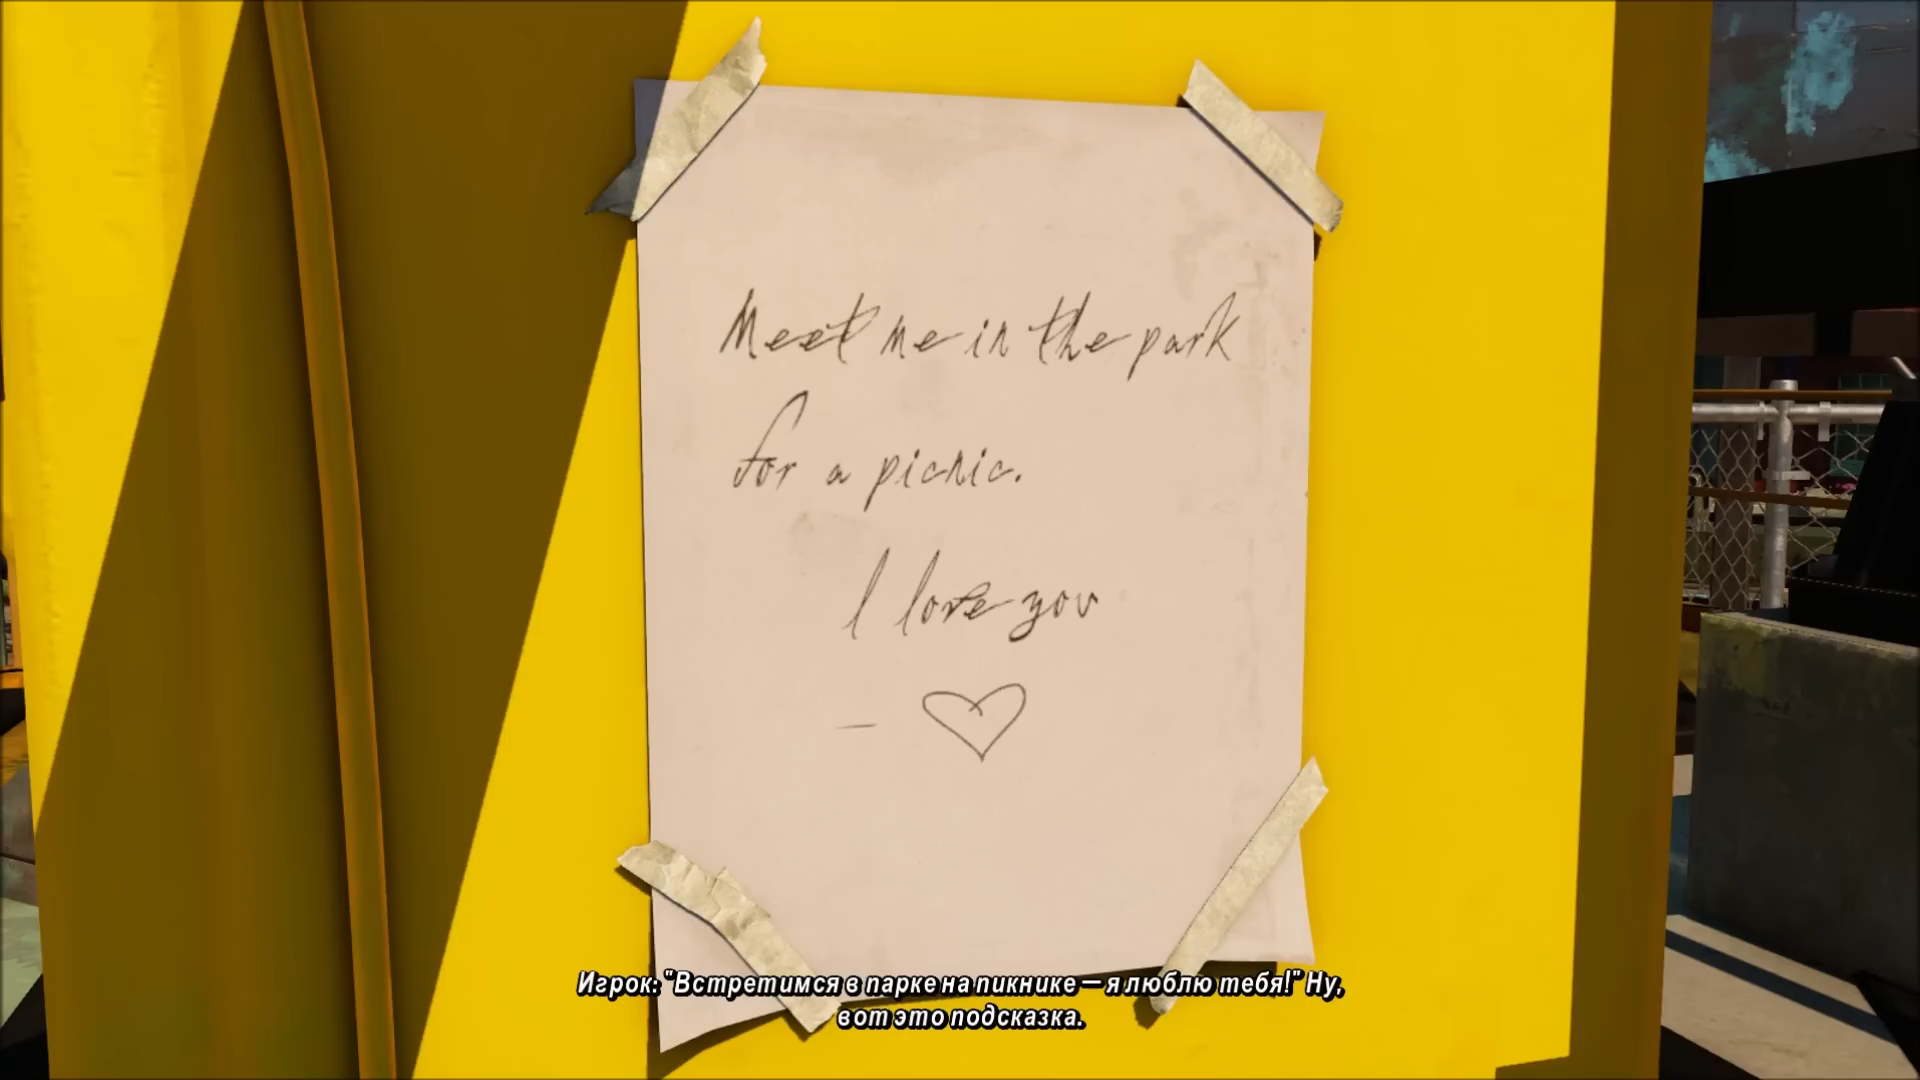 Meet me in the park
for a picnic.
I love you
– ♡
Игрок: "Встретимся в парке на пикнике — я люблю тебя!" Ну,
вот это подсказка.